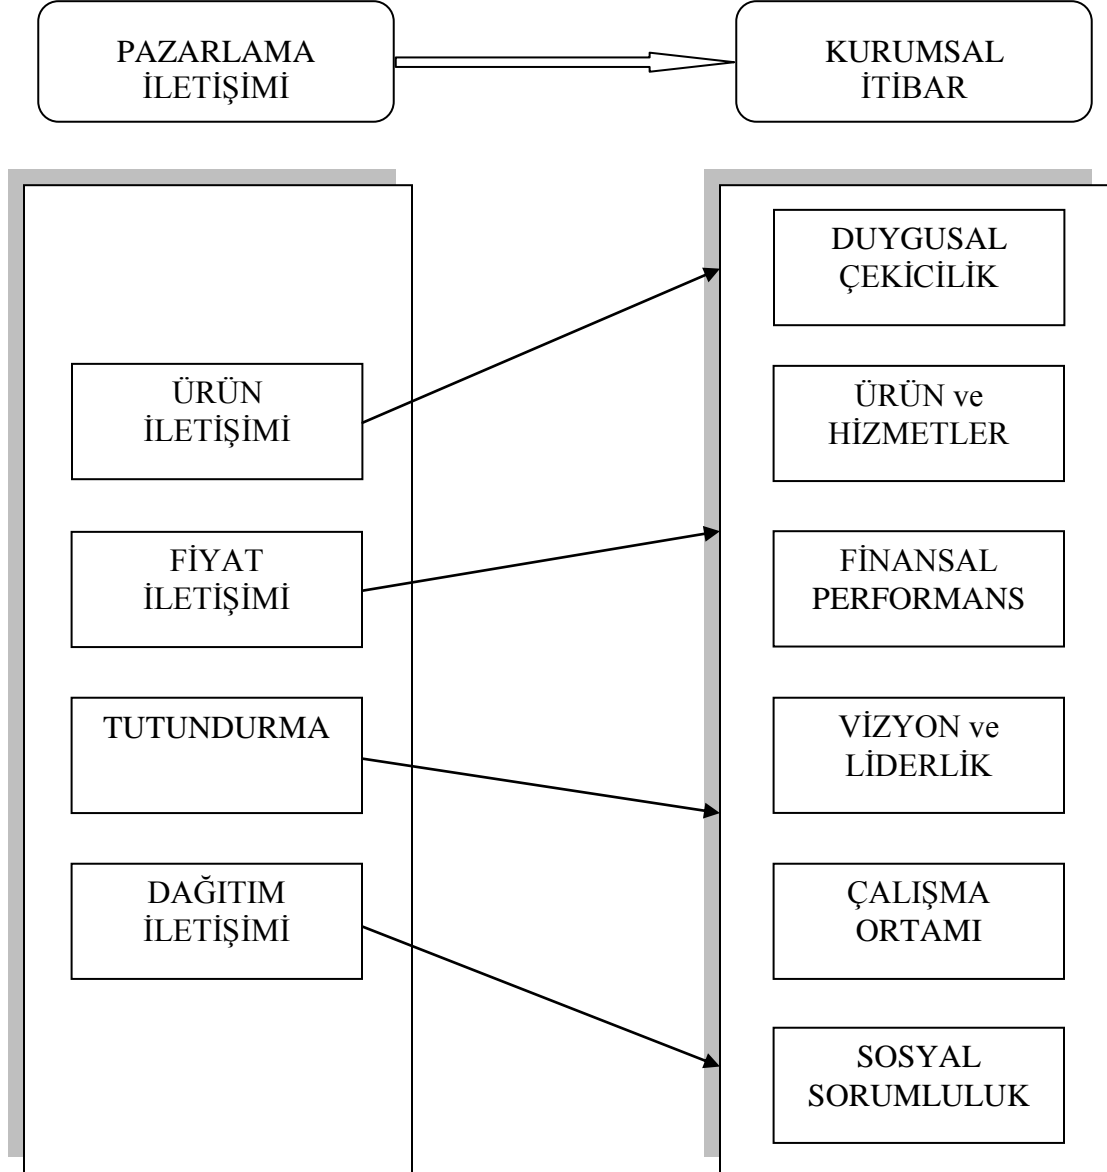 PAZARLAMA
İLETİŞİMİ
KURUMSAL
İTİBAR
ÜRÜN
İLETİŞİMİ
FİYAT
İLETİŞİMİ
TUTUNDURMA
DAĞITIM
İLETİŞİMİ
DUYGUSAL
ÇEKİCİLİK
ÜRÜN ve
HİZMETLER
FİNANSAL
PERFORMANS
VİZYON ve
LİDERLİK
ÇALIŞMA
ORTAMI
SOSYAL
SORUMLULUK